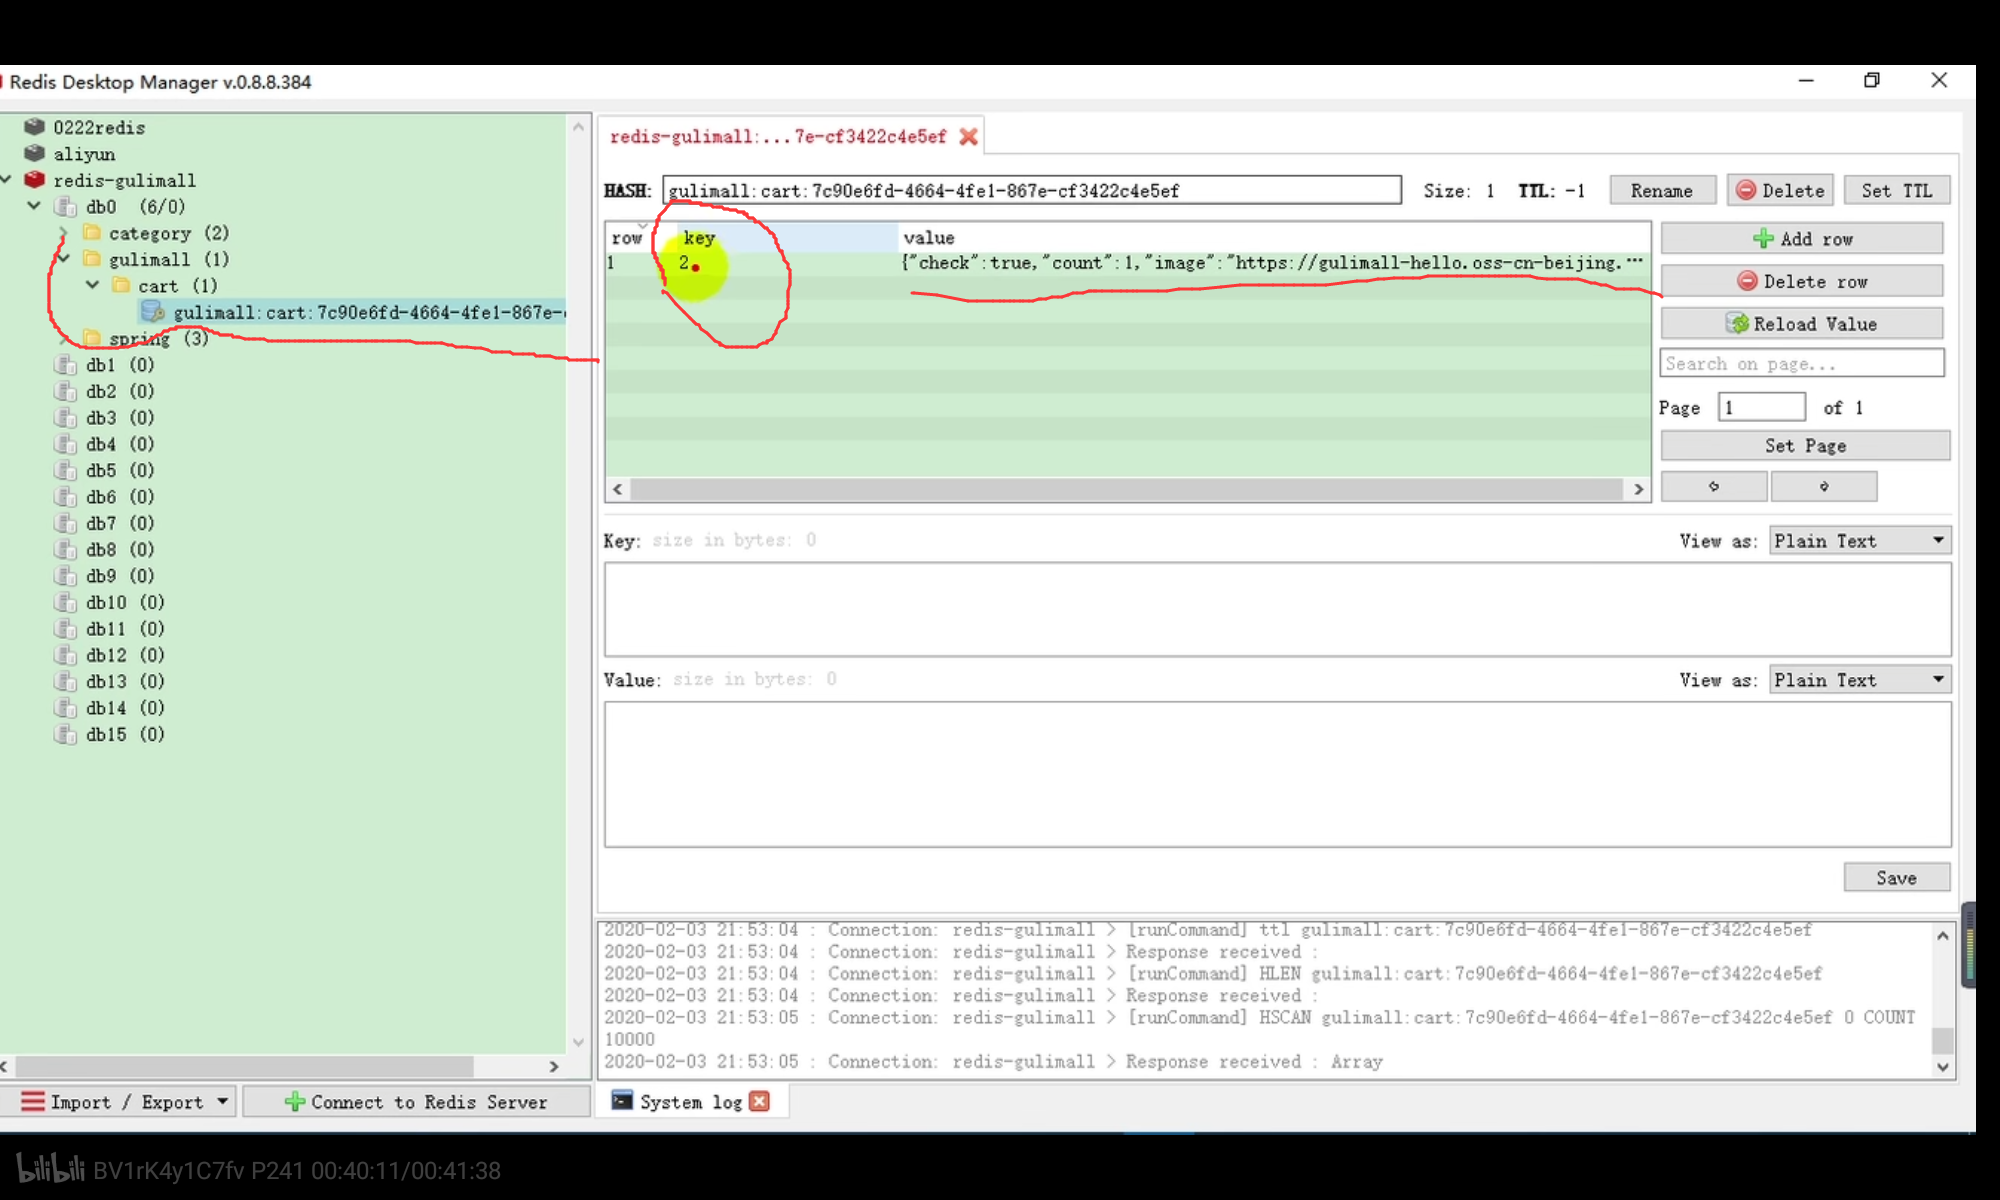 Redis Desktop Manager v.0.8.8.384
0222redis
aliyun
redis-gulimall
db0 (6/0)
category (2)
gulimall (1)
cart (1)
gulimall:cart:7c90e6fd-4664-4fe1-867e-
spring (3)
db1 (0)
db2 (0)
db3 (0)
db4 (0)
db5 (0)
db6 (0)
db7 (0)
db8 (0)
db9 (0)
db10 (0)
db11 (0)
db12 (0)
db13 (0)
db14 (0)
db15 (0)
Import / Export
Connect to Redis Server
redis-gulimall:...7e-cf3422c4e5ef
HASH: gulimall:cart:7c90e6fd-4664-4fe1-867e-cf3422c4e5ef Size: 1 TTL: -1 Rename Delete Set TTL
row key value
1 2 {"check":true,"count":1,"image":"https://gulimall-hello.oss-cn-beijing.…
Add row
Delete row
Reload Value
Search on page...
Page 1 of 1
Set Page
Key: size in bytes: 0 View as: Plain Text
Value: size in bytes: 0 View as: Plain Text
Save
2020-02-03 21:53:04 : Connection: redis-gulimall > [runCommand] ttl gulimall:cart:7c90e6fd-4664-4fe1-867e-cf3422c4e5ef
2020-02-03 21:53:04 : Connection: redis-gulimall > Response received :
2020-02-03 21:53:04 : Connection: redis-gulimall > [runCommand] HLEN gulimall:cart:7c90e6fd-4664-4fe1-867e-cf3422c4e5ef
2020-02-03 21:53:04 : Connection: redis-gulimall > Response received :
2020-02-03 21:53:05 : Connection: redis-gulimall > [runCommand] HSCAN gulimall:cart:7c90e6fd-4664-4fe1-867e-cf3422c4e5ef 0 COUNT
10000
2020-02-03 21:53:05 : Connection: redis-gulimall > Response received : Array
System log
bilibili BV1rK4y1C7fv P241 00:40:11/00:41:38